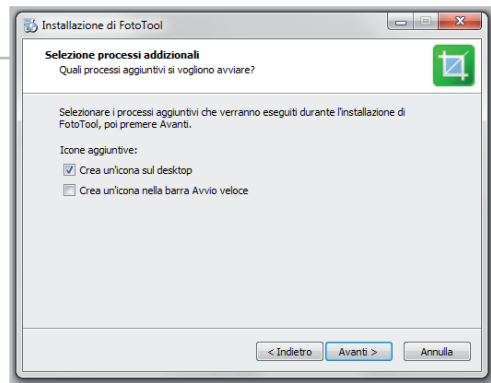 Installazione di FotoTool
Selezione processi addizionali
Quali processi aggiuntivi si vogliono avviare?
Selezionare i processi aggiuntivi che verranno eseguiti durante l'installazione di
FotoTool, poi premere Avanti.
Icone aggiuntive:
Crea un'icona sul desktop
Crea un'icona nella barra Avvio veloce
< Indietro Avanti > Annulla